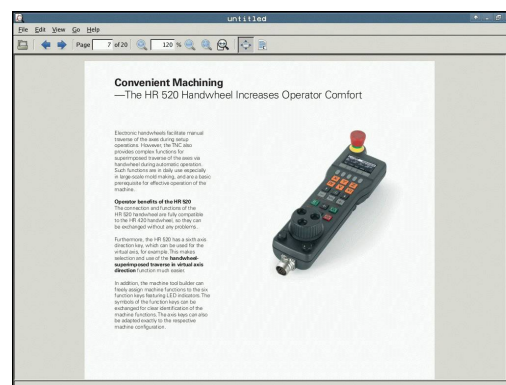 untitled
File Edit View Go Help
Page 7 of 20 120 %
Convenient Machining
—The HR 520 Handwheel Increases Operator Comfort
Electronic handwheels facilitate manual
traverse of the axes during setup
operations. However, the TNC also
provides complex functions for
superimposed traverse of the axes via
handwheel during automatic operation.
Such functions are in daily use especially
in large-scale mold making, and are a basic
prerequisite for effective operation of the
machine.
Operator benefits of the HR 520
The connection and functions of the
HR 520 handwheel are fully compatible
to the HR 420 handwheel, so they can
be exchanged without any problems.
Furthermore, the HR 520 has a sixth axis
direction key, which can be used for the
virtual axis, for example. This makes
selection and use of the handwheel-
superimposed traverse in virtual axis
direction function much easier.
In addition, the machine tool builder can
freely assign machine functions to the six
function keys featuring LED indicators. The
symbols of the function keys can be
exchanged for clear identification of the
machine functions. The axis keys can also
be adapted exactly to the respective
machine configuration.